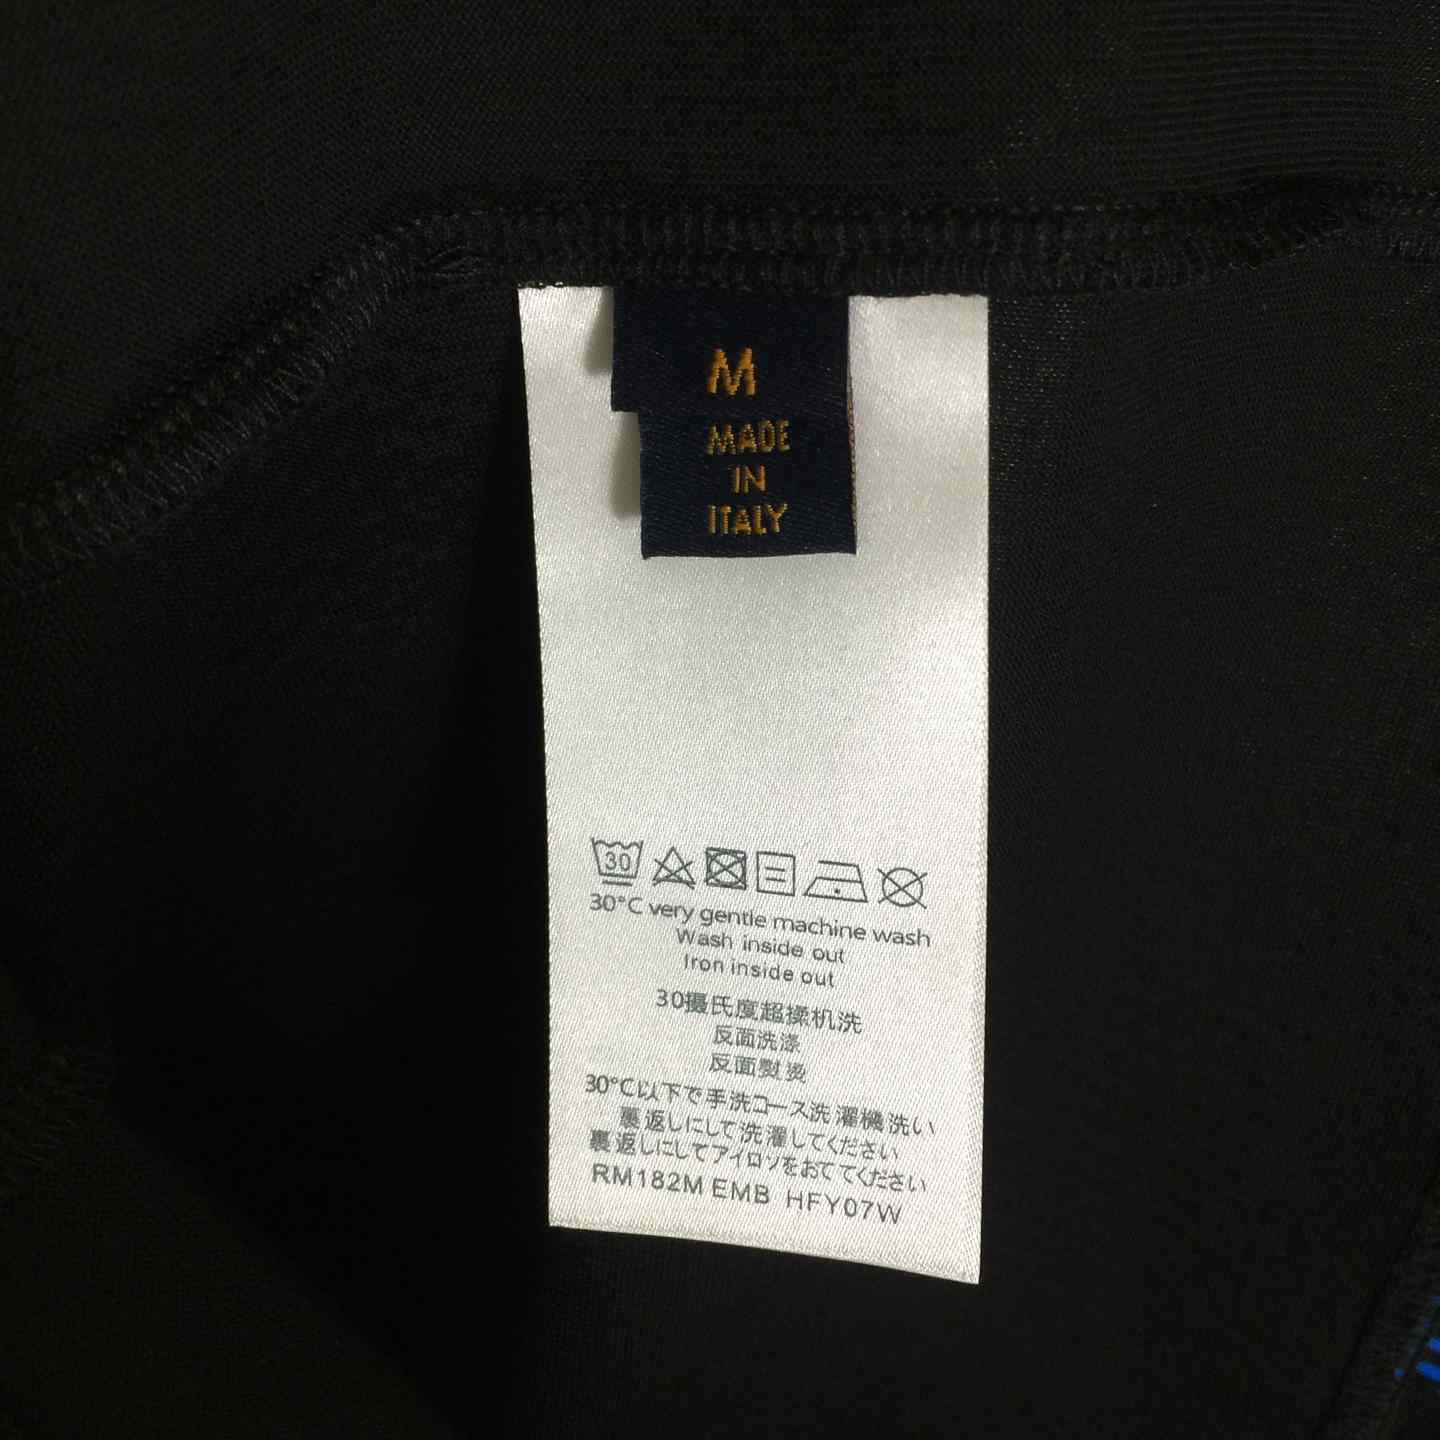 M
MADE
IN
ITALY
30
30°C very gentle machine wash
Wash inside out
Iron inside out
30摄氏度超揉机洗
反面洗涤
反面熨烫
30°C以下で手洗コース洗濯機洗い
裏返しにして洗濯してください
裏返しにしてアイロソをおててください
RM182M EMB HFY07W